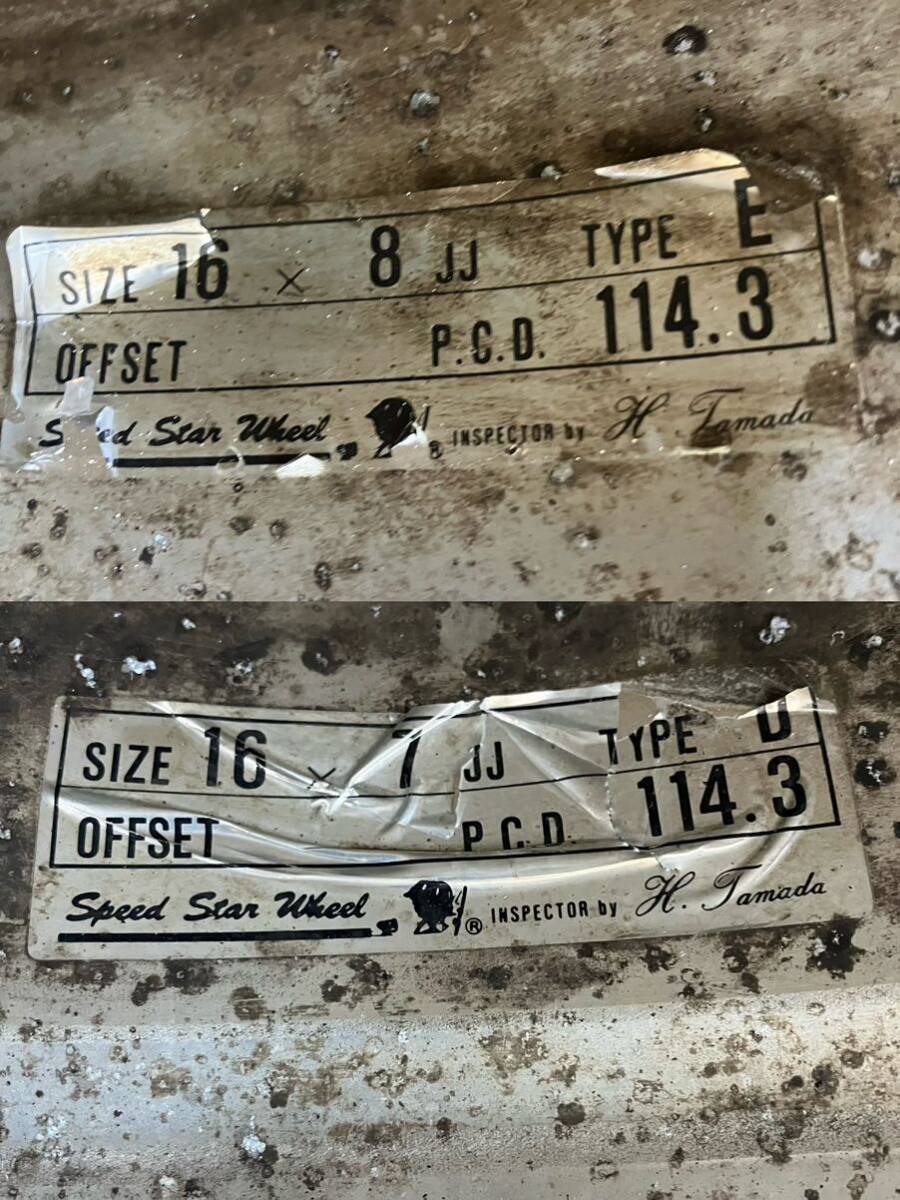 SIZE 16 × 8 JJ TYPE E
OFFSET P.C.D. 114.3
Speed Star Wheel ® INSPECTOR by H. Tamada
SIZE 16 × 7 JJ TYPE D
OFFSET P.C.D. 114.3
Speed Star Wheel ® INSPECTOR by H. Tamada